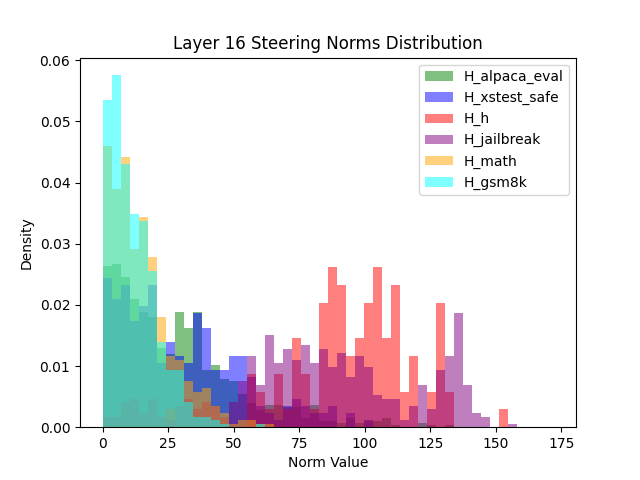 Layer 16 Steering Norms Distribution
0.06
0.05
0.04
0.03
0.02
0.01
0.00
Density
H_alpaca_eval
H_xstest_safe
H_h
H_jailbreak
H_math
H_gsm8k
0 25 50 75 100 125 150 175
Norm Value